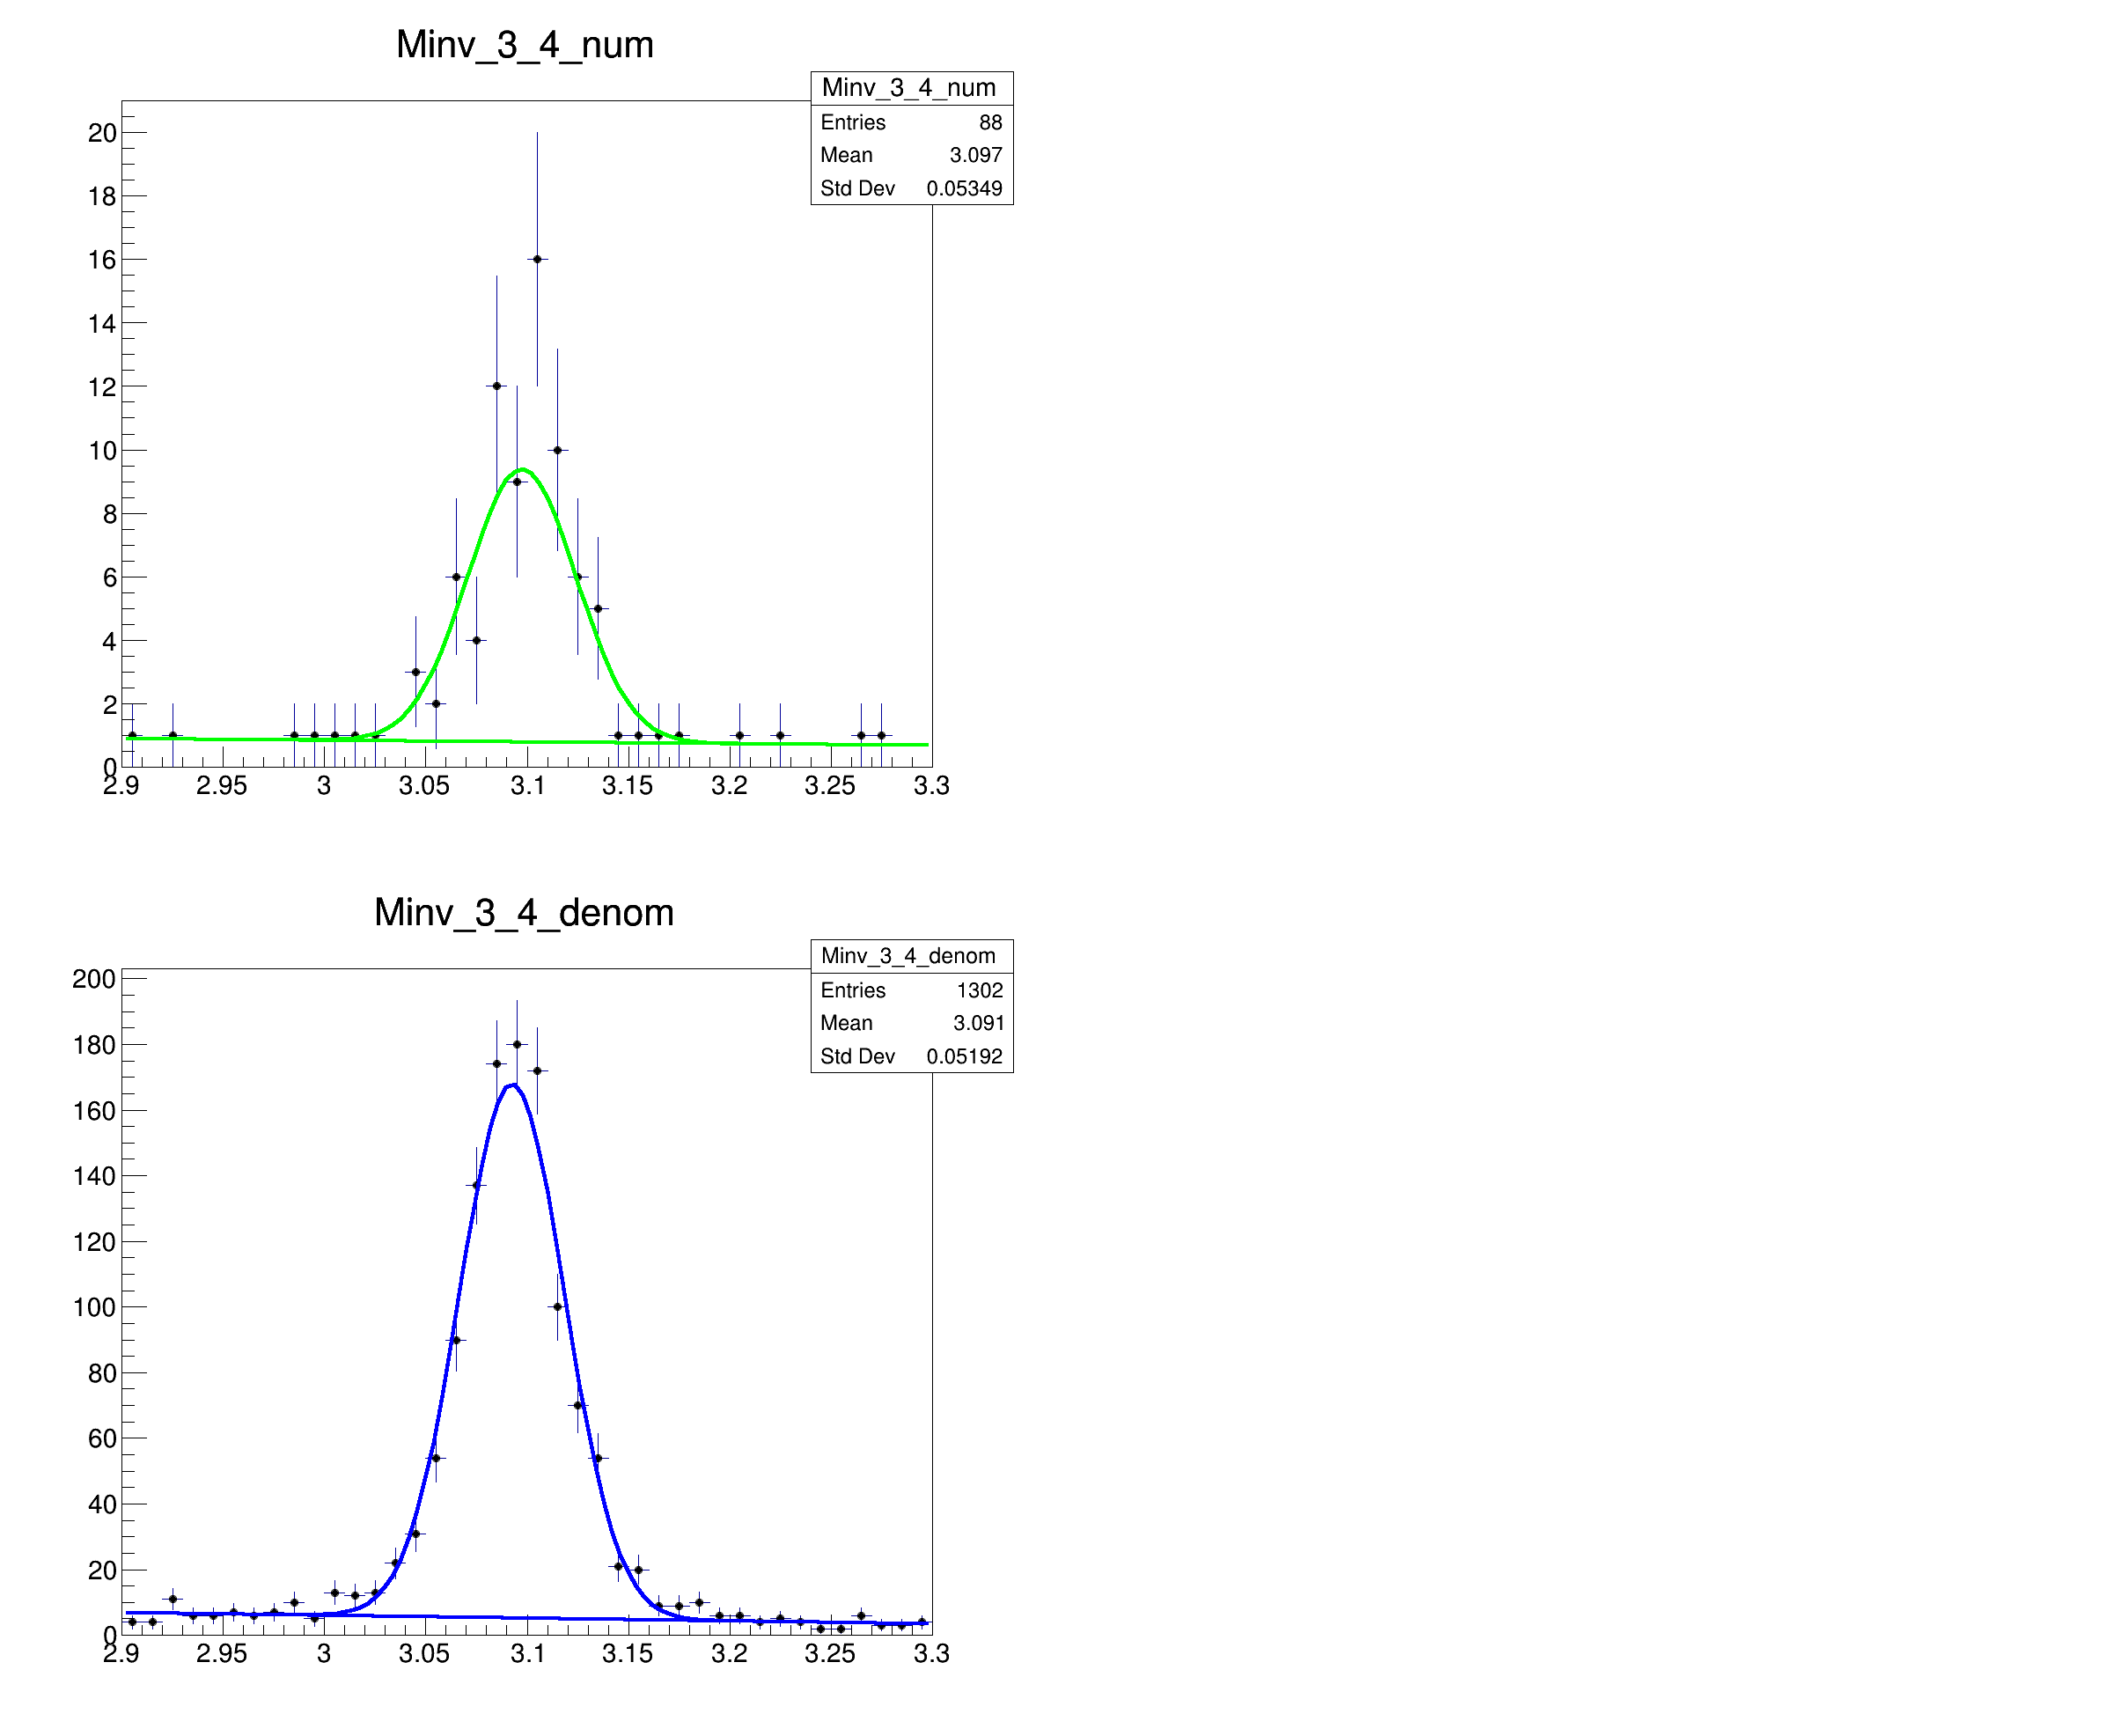 Minv_3_4_num
Minv_3_4_num
Entries 88
Mean 3.097
Std Dev 0.05349
20
18
16
14
12
10
8
6
4
2
0
2.9 2.95 3 3.05 3.1 3.15 3.2 3.25 3.3
Minv_3_4_denom
Minv_3_4_denom
Entries 1302
Mean 3.091
Std Dev 0.05192
200
180
160
140
120
100
80
60
40
20
0
2.9 2.95 3 3.05 3.1 3.15 3.2 3.25 3.3